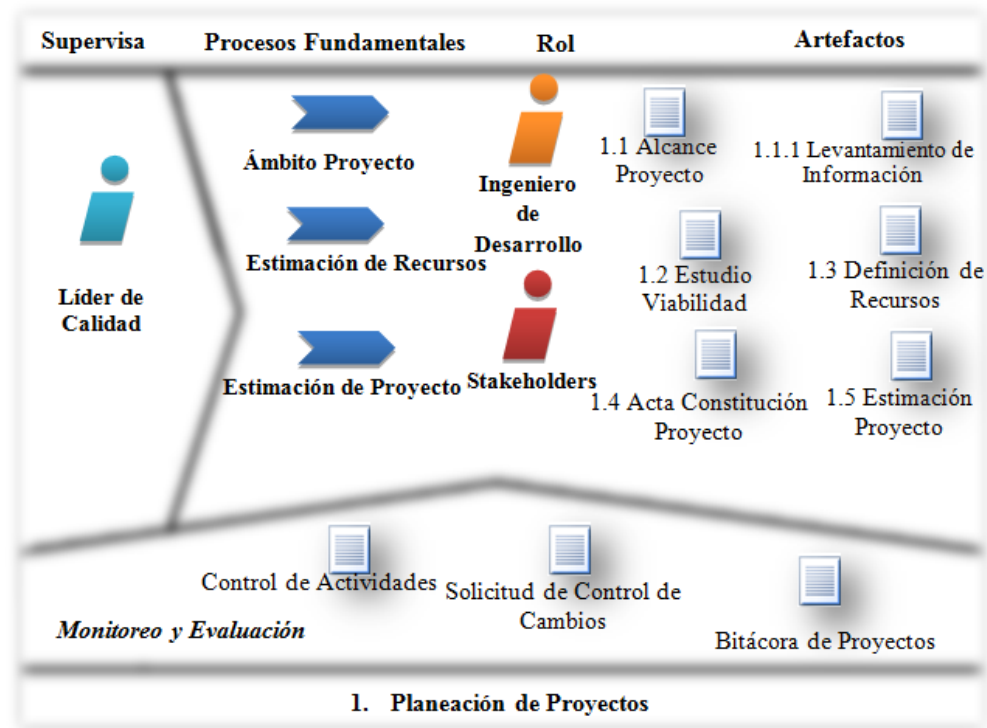 Supervisa
Procesos Fundamentales
Rol
Artefactos
Líder de
Calidad
Ámbito Proyecto
Estimación de Recursos
Estimación de Proyecto
Ingeniero
de
Desarrollo
Stakeholders
1.1 Alcance
Proyecto
1.1.1 Levantamiento de
Información
1.2 Estudio
Viabilidad
1.3 Definición de
Recursos
1.4 Acta Constitución
Proyecto
1.5 Estimación
Proyecto
Control de Actividades
Solicitud de Control de
Cambios
Bitácora de Proyectos
Monitoreo y Evaluación
1. Planeación de Proyectos